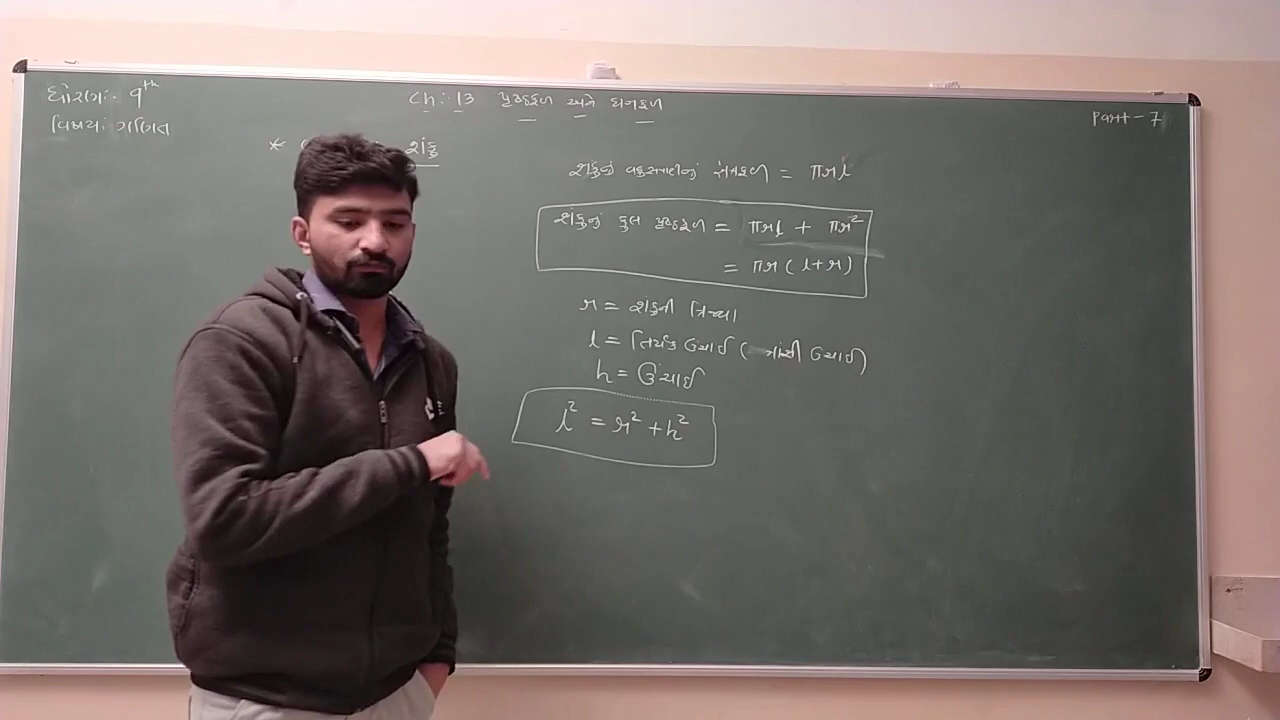 ધોરણ:- 9th
વિષય: ગણિત
Ch: 13 પૃષ્ઠફળ અને ઘનફળ
Part - 7
* શંકુ
શંકુનું વક્રસપાટીનું ક્ષેત્રફળ = πrl
શંકુનું કુલ પૃષ્ઠફળ = πrl + πr²
= πr ( l+r )
r = શંકુની ત્રિજ્યા
l = તિર્યક ઉંચાઈ ( ત્રાંસી ઉંચાઈ )
h = ઉંચાઈ
l² = r² + h²